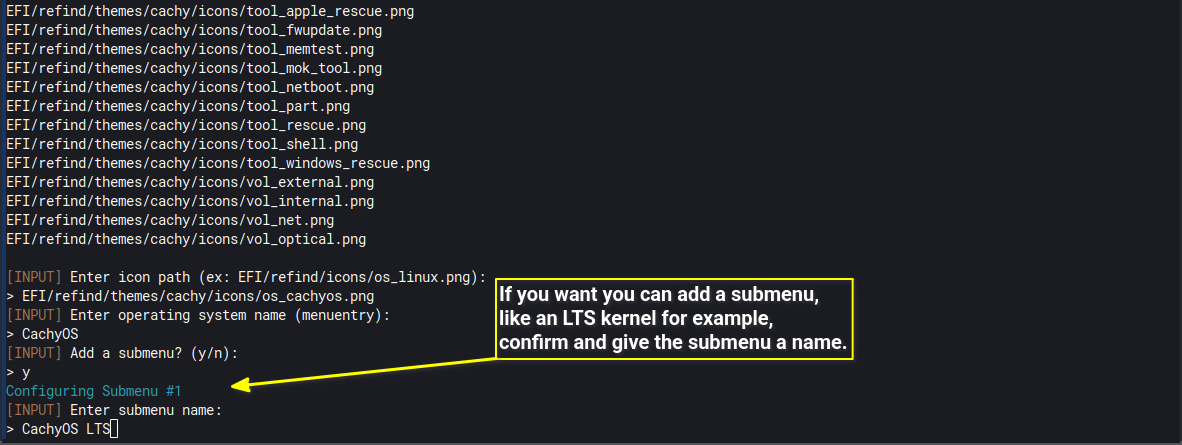 EFI/refind/themes/cachy/icons/tool_apple_rescue.png
EFI/refind/themes/cachy/icons/tool_fwupdate.png
EFI/refind/themes/cachy/icons/tool_memtest.png
EFI/refind/themes/cachy/icons/tool_mok_tool.png
EFI/refind/themes/cachy/icons/tool_netboot.png
EFI/refind/themes/cachy/icons/tool_part.png
EFI/refind/themes/cachy/icons/tool_rescue.png
EFI/refind/themes/cachy/icons/tool_shell.png
EFI/refind/themes/cachy/icons/tool_windows_rescue.png
EFI/refind/themes/cachy/icons/vol_external.png
EFI/refind/themes/cachy/icons/vol_internal.png
EFI/refind/themes/cachy/icons/vol_net.png
EFI/refind/themes/cachy/icons/vol_optical.png
[INPUT] Enter icon path (ex: EFI/refind/icons/os_linux.png):
> EFI/refind/themes/cachy/icons/os_cachyos.png
[INPUT] Enter operating system name (menuentry):
> CachyOS
[INPUT] Add a submenu? (y/n):
> y
Configuring Submenu #1
[INPUT] Enter submenu name:
> CachyOS LTS
If you want you can add a submenu,
like an LTS kernel for example,
confirm and give the submenu a name.